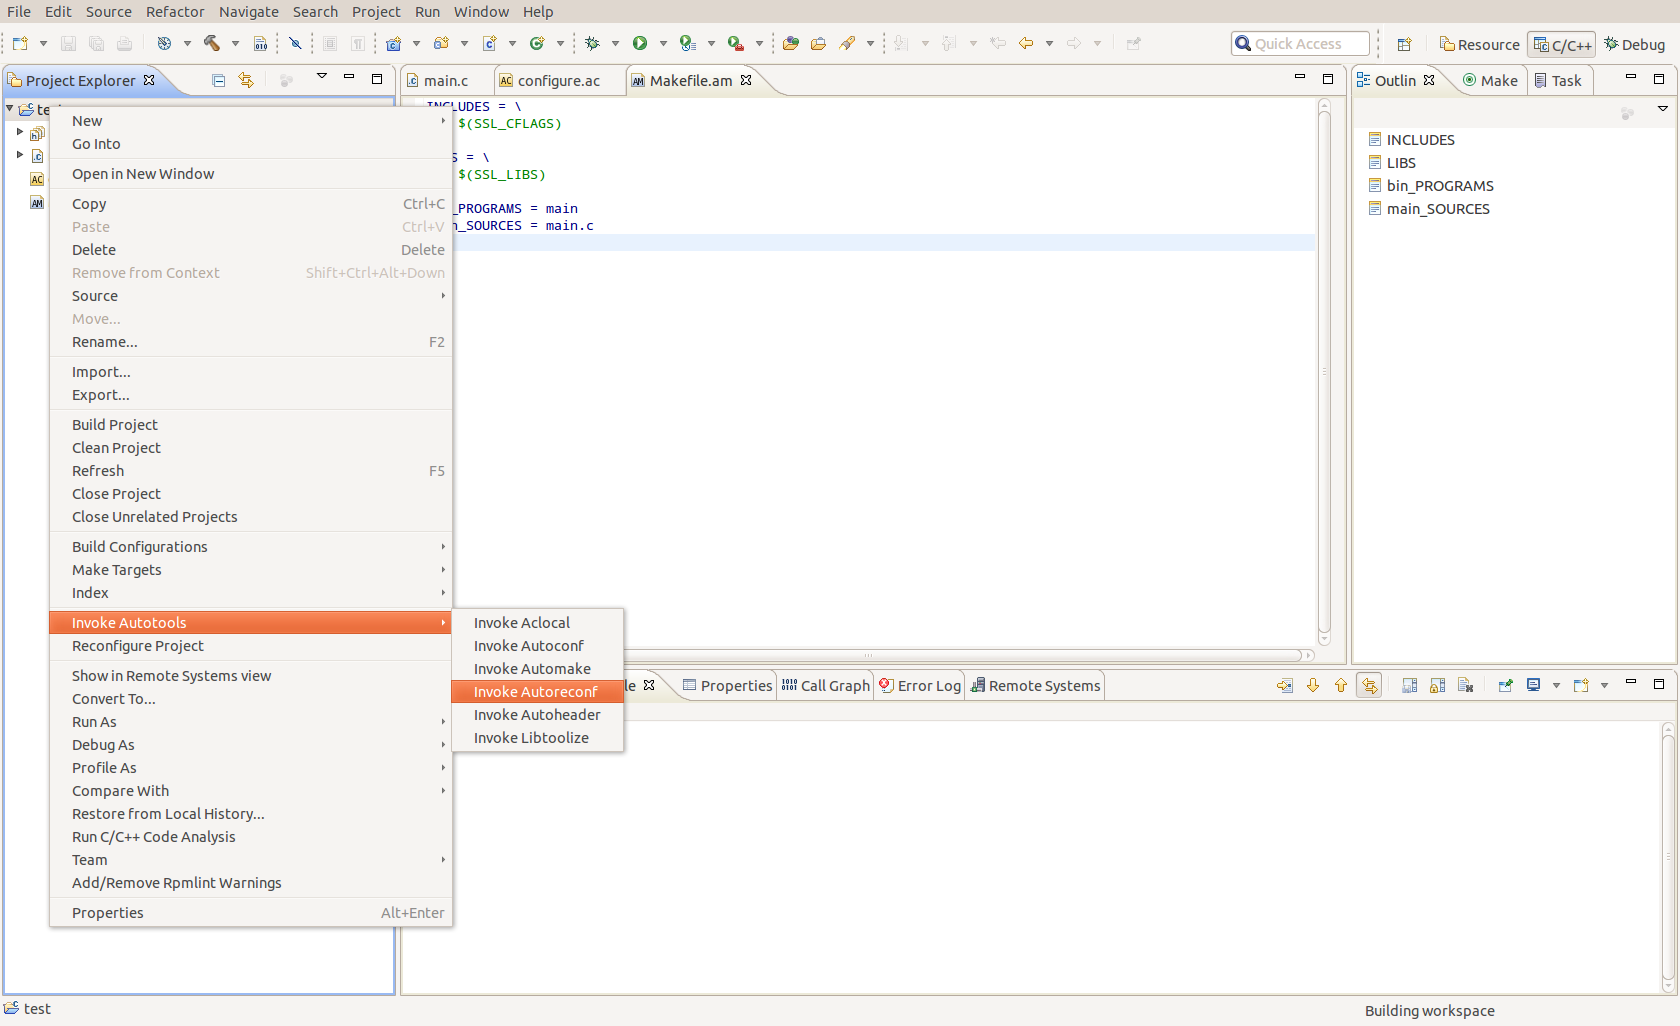 File Edit Source Refactor Navigate Search Project Run Window Help
Quick Access
Resource
C/C++
Debug
Project Explorer
main.c
configure.ac
Makefile.am
Outlin
Make
Task
INCLUDES = \
$(SSL_CFLAGS)
S = \
$(SSL_LIBS)
_PROGRAMS = main
_SOURCES = main.c
INCLUDES
LIBS
bin_PROGRAMS
main_SOURCES
New
Go Into
Open in New Window
Copy Ctrl+C
Paste Ctrl+V
Delete Delete
Remove from Context Shift+Ctrl+Alt+Down
Source
Move...
Rename... F2
Import...
Export...
Build Project
Clean Project
Refresh F5
Close Project
Close Unrelated Projects
Build Configurations
Make Targets
Index
Invoke Autotools
Reconfigure Project
Show in Remote Systems view
Convert To...
Run As
Debug As
Profile As
Compare With
Restore from Local History...
Run C/C++ Code Analysis
Team
Add/Remove Rpmlint Warnings
Properties Alt+Enter
Invoke Aclocal
Invoke Autoconf
Invoke Automake
Invoke Autoreconf
Invoke Autoheader
Invoke Libtoolize
le
Properties
Call Graph
Error Log
Remote Systems
test
Building workspace